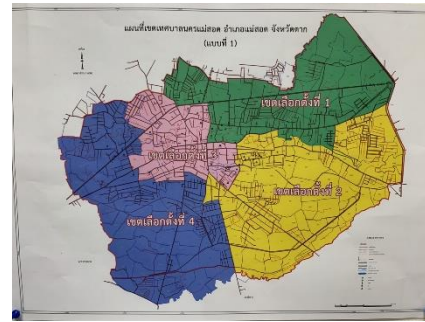 แผนที่เขตเทศบาลนครแม่สอด อำเภอแม่สอด จังหวัดตาก
(แบบที่ 1)
เขตเลือกตั้งที่ 1
เขตเลือกตั้งที่ 3
เขตเลือกตั้งที่ 2
เขตเลือกตั้งที่ 4